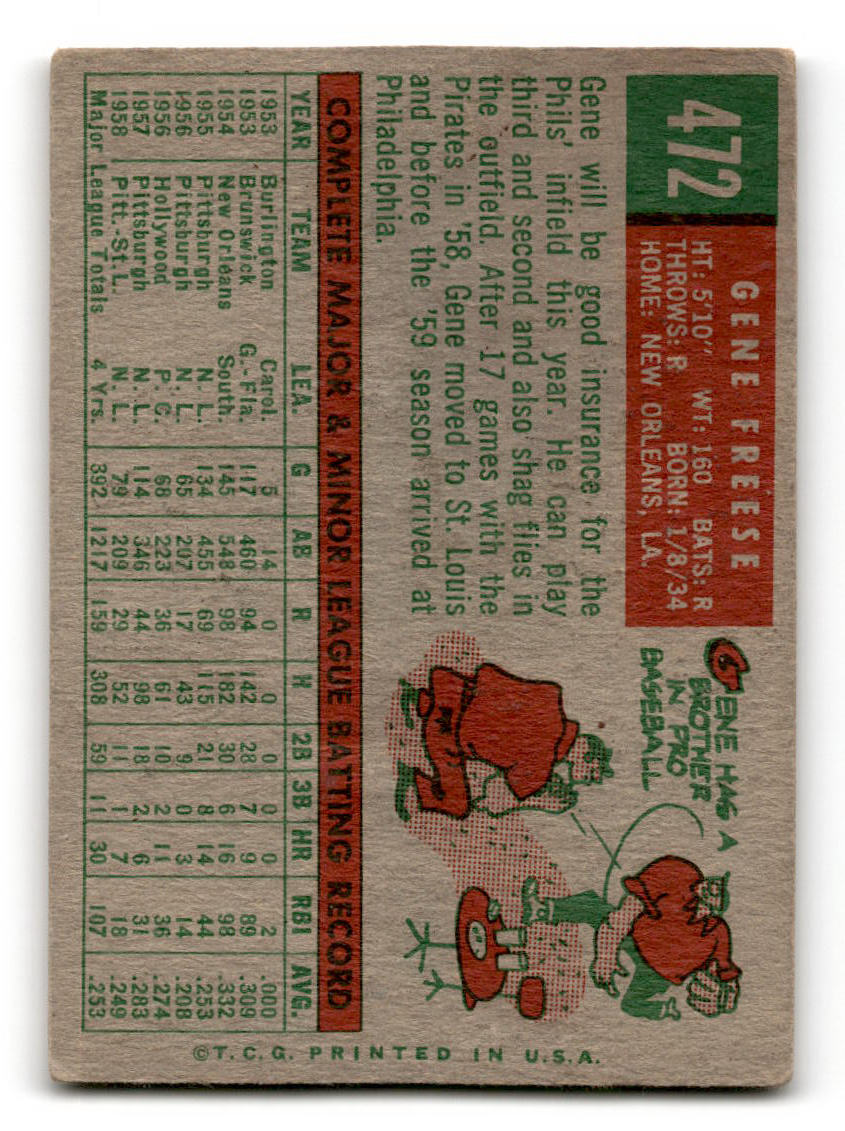 472
GENE FREESE
HT: 5'10" WT: 160 BATS: R
THROWS: R BORN: 1/8/34
HOME: NEW ORLEANS, LA.
Gene will be good insurance for the
Phils' infield this year. He can play
third and second and also shag flies in
the outfield. After 17 games with the
Pirates in '58, Gene moved to St. Louis
and before the '59 season arrived at
Philadelphia.
GENE HAS A
BROTHER
IN PRO
BASEBALL
COMPLETE MAJOR & MINOR LEAGUE BATTING RECORD
YEAR TEAM LEA. G AB R H 2B 3B HR RBI AVG.
1953 Burlington Carol. 5 14 0 0 0 0 0 2 .000
1953 Brunswick G.-Fla. 117 460 94 142 28 7 9 89 .309
1954 New Orleans South. 145 548 98 182 30 6 16 98 .332
1955 Pittsburgh N. L. 134 455 69 115 21 8 14 44 .253
1956 Pittsburgh N. L. 65 207 17 43 9 0 3 14 .208
1956 Hollywood P. C. 68 223 36 61 10 2 11 36 .274
1957 Pittsburgh N. L. 114 346 44 98 18 2 6 31 .283
1958 Pitt.-St.L. N. L. 79 209 29 52 11 1 7 18 .249
Major League Totals 4 Yrs. 392 1217 159 308 59 11 30 107 .253
©T.C.G. PRINTED IN U.S.A.